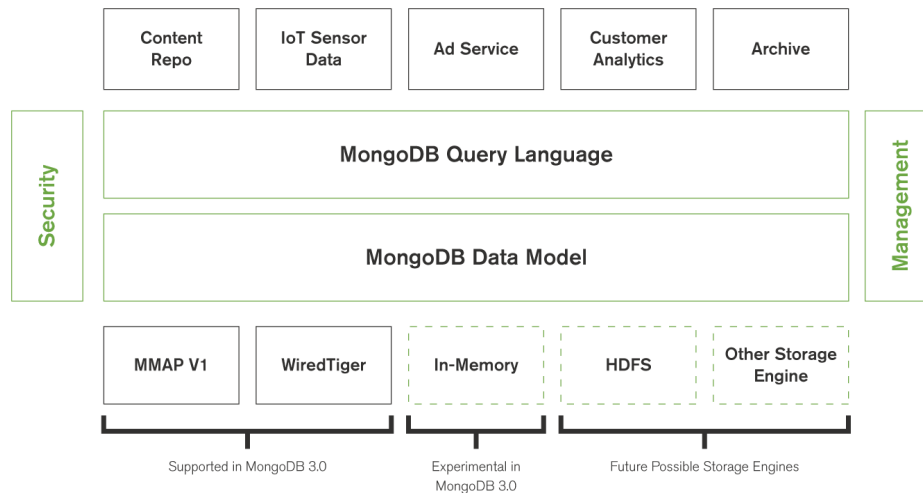 Content
Repo
IoT Sensor
Data
Ad Service
Customer
Analytics
Archive
Security
MongoDB Query Language
MongoDB Data Model
Management
MMAP V1
WiredTiger
In-Memory
HDFS
Other Storage
Engine
Supported in MongoDB 3.0
Experimental in
MongoDB 3.0
Future Possible Storage Engines